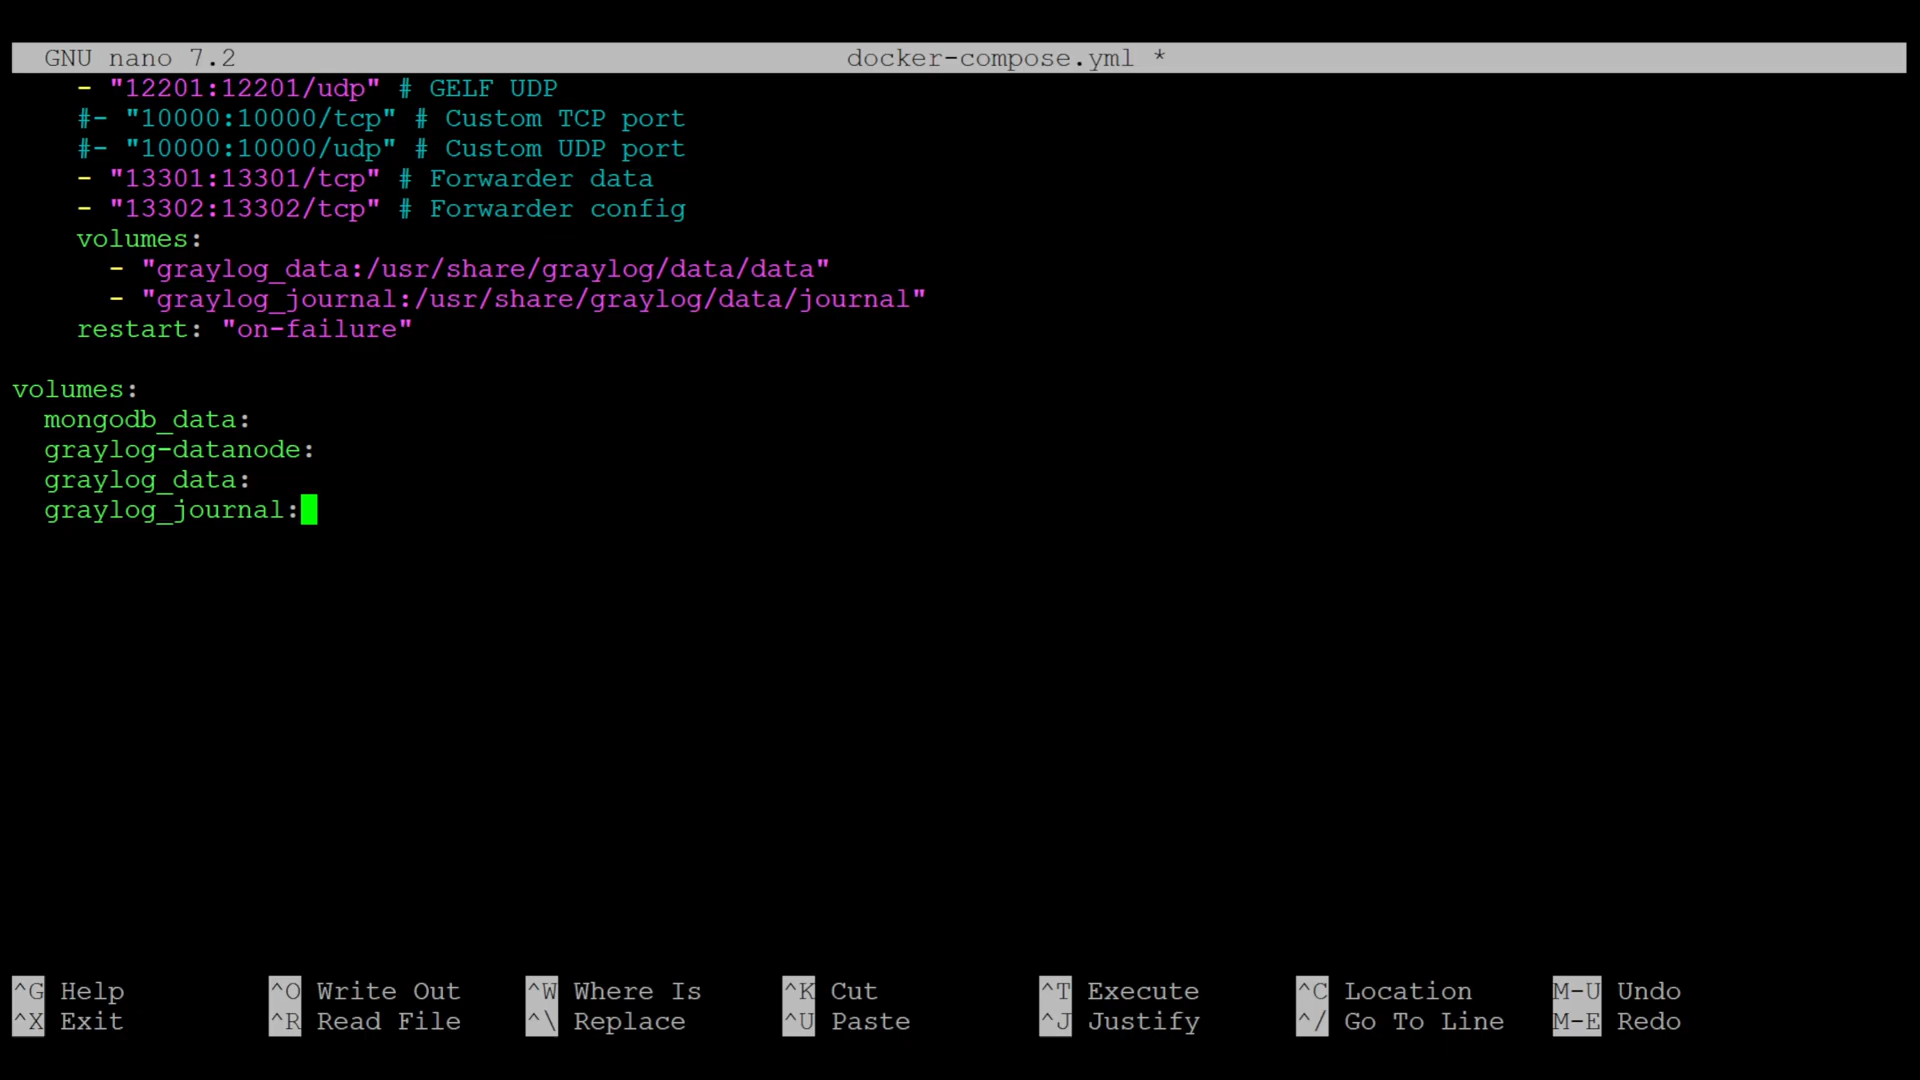 GNU nano 7.2 docker-compose.yml *
- "12201:12201/udp" # GELF UDP
#- "10000:10000/tcp" # Custom TCP port
#- "10000:10000/udp" # Custom UDP port
- "13301:13301/tcp" # Forwarder data
- "13302:13302/tcp" # Forwarder config
volumes:
- "graylog_data:/usr/share/graylog/data/data"
- "graylog_journal:/usr/share/graylog/data/journal"
restart: "on-failure"
volumes:
mongodb_data:
graylog-datanode:
graylog_data:
graylog_journal:
^G Help ^O Write Out ^W Where Is ^K Cut ^T Execute ^C Location M-U Undo
^X Exit ^R Read File ^\ Replace ^U Paste ^J Justify ^/ Go To Line M-E Redo